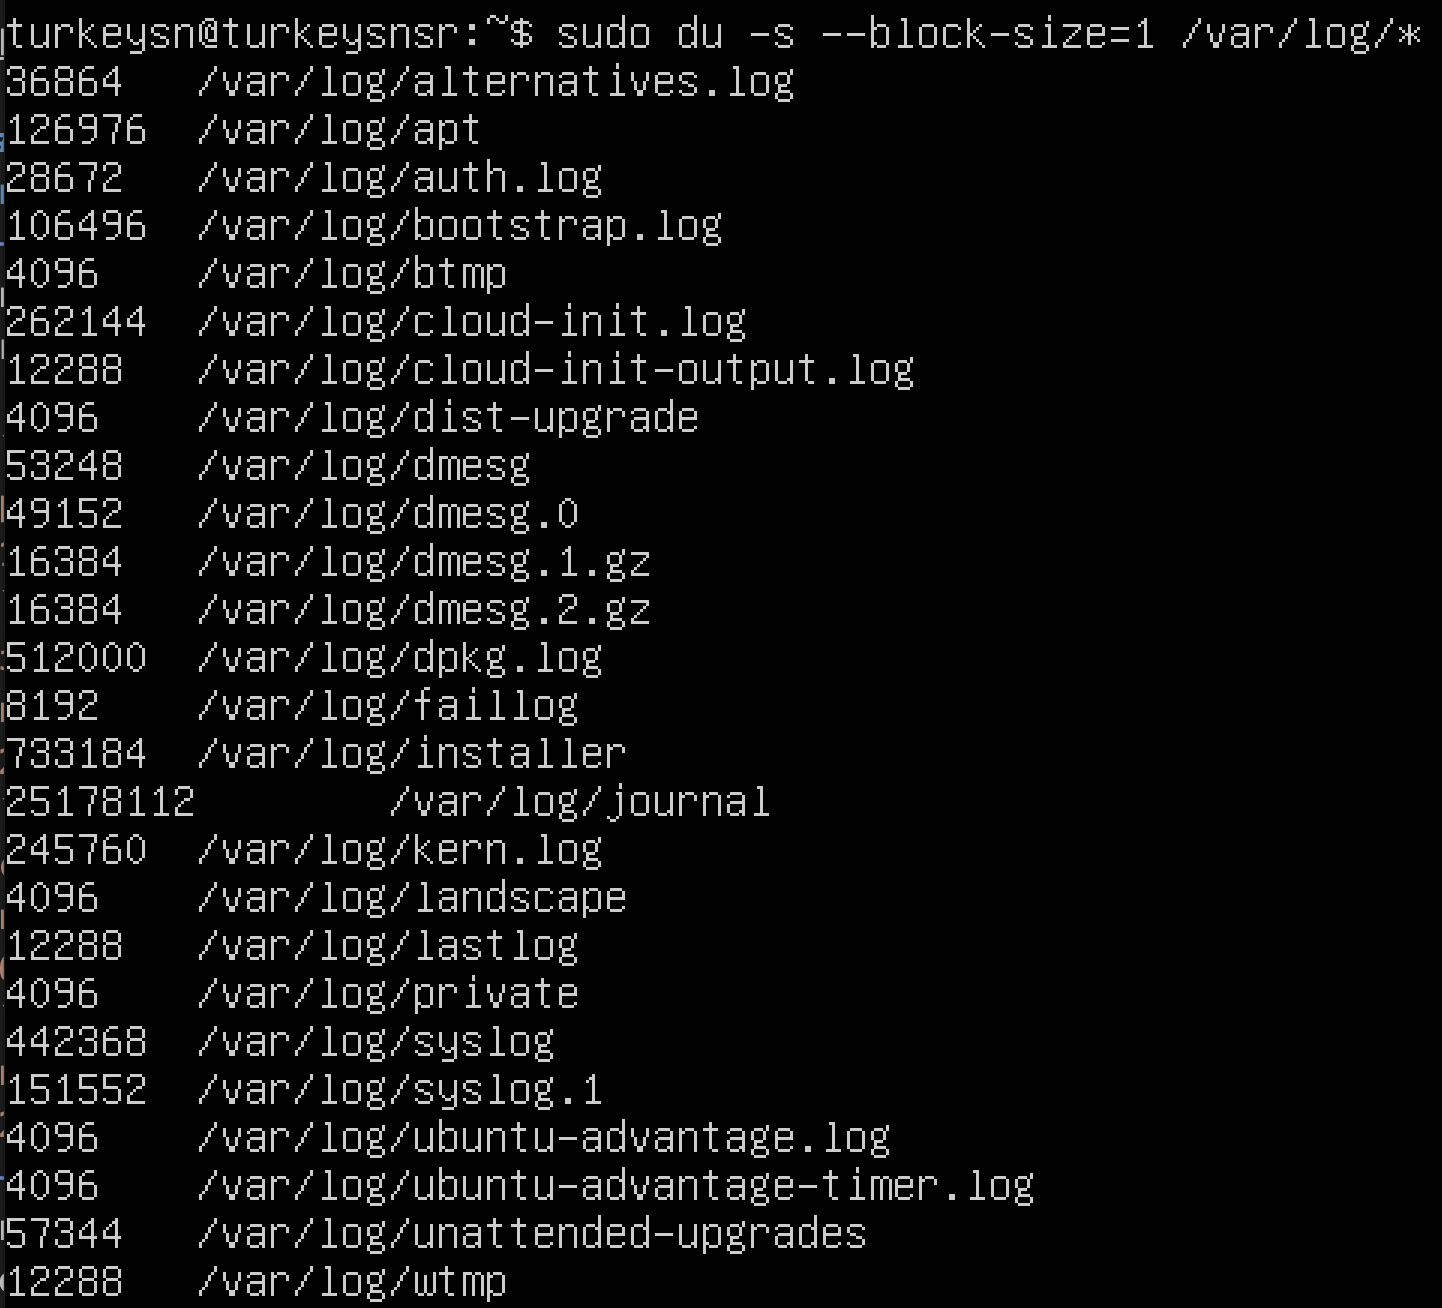 turkeysn@turkeysnsr:~$ sudo du -s --block-size=1 /var/log/*
36864 /var/log/alternatives.log
126976 /var/log/apt
28672 /var/log/auth.log
106496 /var/log/bootstrap.log
4096 /var/log/btmp
262144 /var/log/cloud-init.log
12288 /var/log/cloud-init-output.log
4096 /var/log/dist-upgrade
53248 /var/log/dmesg
49152 /var/log/dmesg.0
16384 /var/log/dmesg.1.gz
16384 /var/log/dmesg.2.gz
512000 /var/log/dpkg.log
8192 /var/log/faillog
733184 /var/log/installer
25178112 /var/log/journal
245760 /var/log/kern.log
4096 /var/log/landscape
12288 /var/log/lastlog
4096 /var/log/private
442368 /var/log/syslog
151552 /var/log/syslog.1
4096 /var/log/ubuntu-advantage.log
4096 /var/log/ubuntu-advantage-timer.log
57344 /var/log/unattended-upgrades
12288 /var/log/wtmp